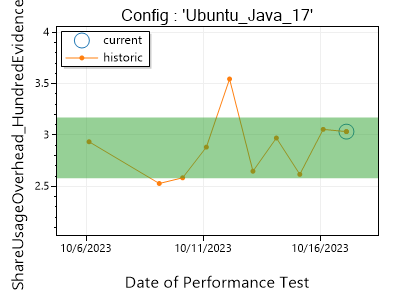 Config : 'Ubuntu_Java_17'
current
historic
4
3.5
3
2.5
ShareUsageOverhead_HundredEvidence
10/6/2023
10/11/2023
10/16/2023
Date of Performance Test